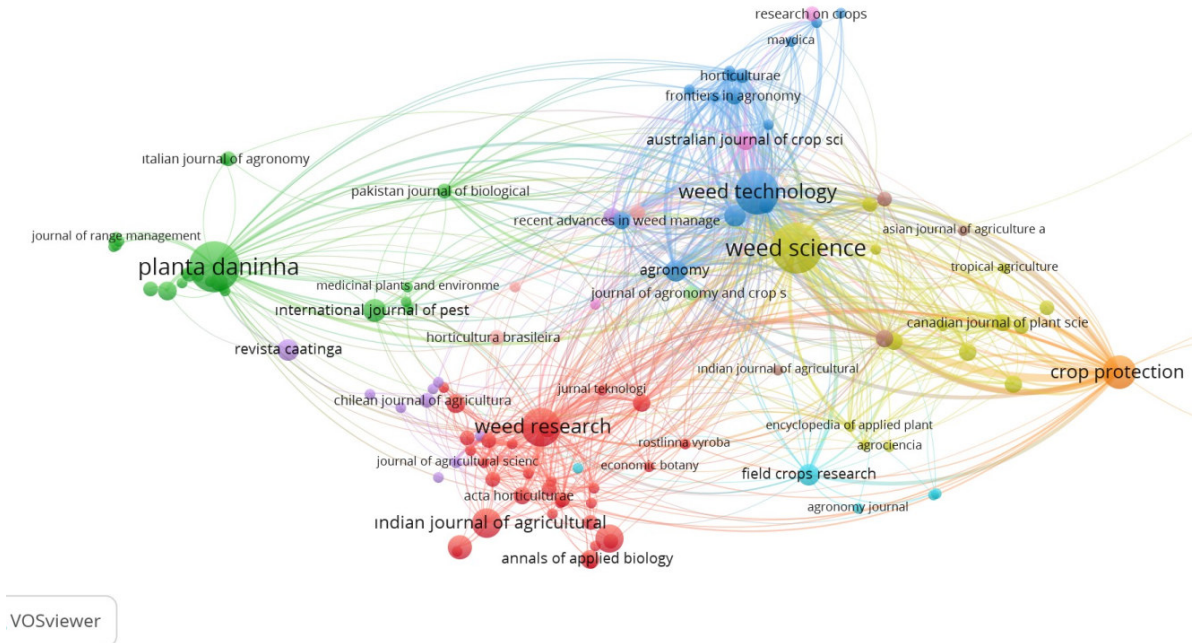 research on crops
maydica
horticulturae
frontiers in agronomy
australian journal of crop sci
ıtalian journal of agronomy
pakistan journal of biological
weed technology
recent advances in weed manage
asian journal of agriculture a
journal of range management
weed science
planta daninha
agronomy
tropical agriculture
medicinal plants and environme
journal of agronomy and crop s
ınternational journal of pest
canadian journal of plant scie
horticultura brasileira
revista caatinga
ındian journal of agricultural
crop protection
jurnal teknologi
chilean journal of agricultura
weed research
encyclopedia of applied plant
rostlinna vyroba
agrociencia
journal of agricultural scienc
economic botany
field crops research
acta horticulturae
agronomy journal
ındian journal of agricultural
annals of applied biology
VOSviewer